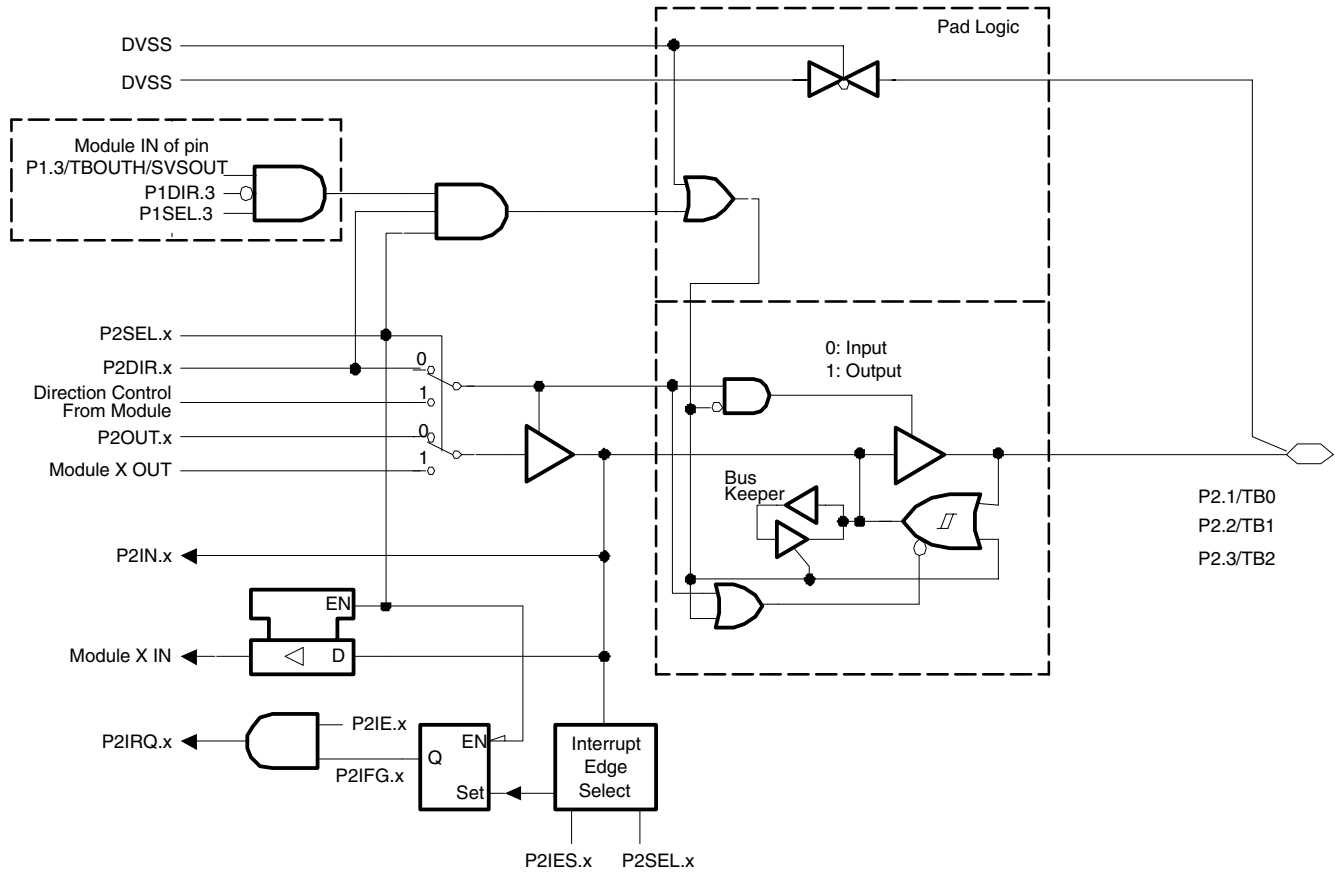 Pad Logic
DVSS
DVSS
Module IN of pin
P1.3/TBOUTH/SVSOUT
P1DIR.3
P1SEL.3
P2SEL.x
P2DIR.x
0
Direction Control
From Module
1
P2OUT.x
0
Module X OUT
1
0: Input
1: Output
Bus
Keeper
P2.1/TB0
P2.2/TB1
P2.3/TB2
P2IN.x
EN
Module X IN
D
P2IRQ.x
P2IE.x
P2IFG.x
EN
Q
Set
Interrupt
Edge
Select
P2IES.x
P2SEL.x